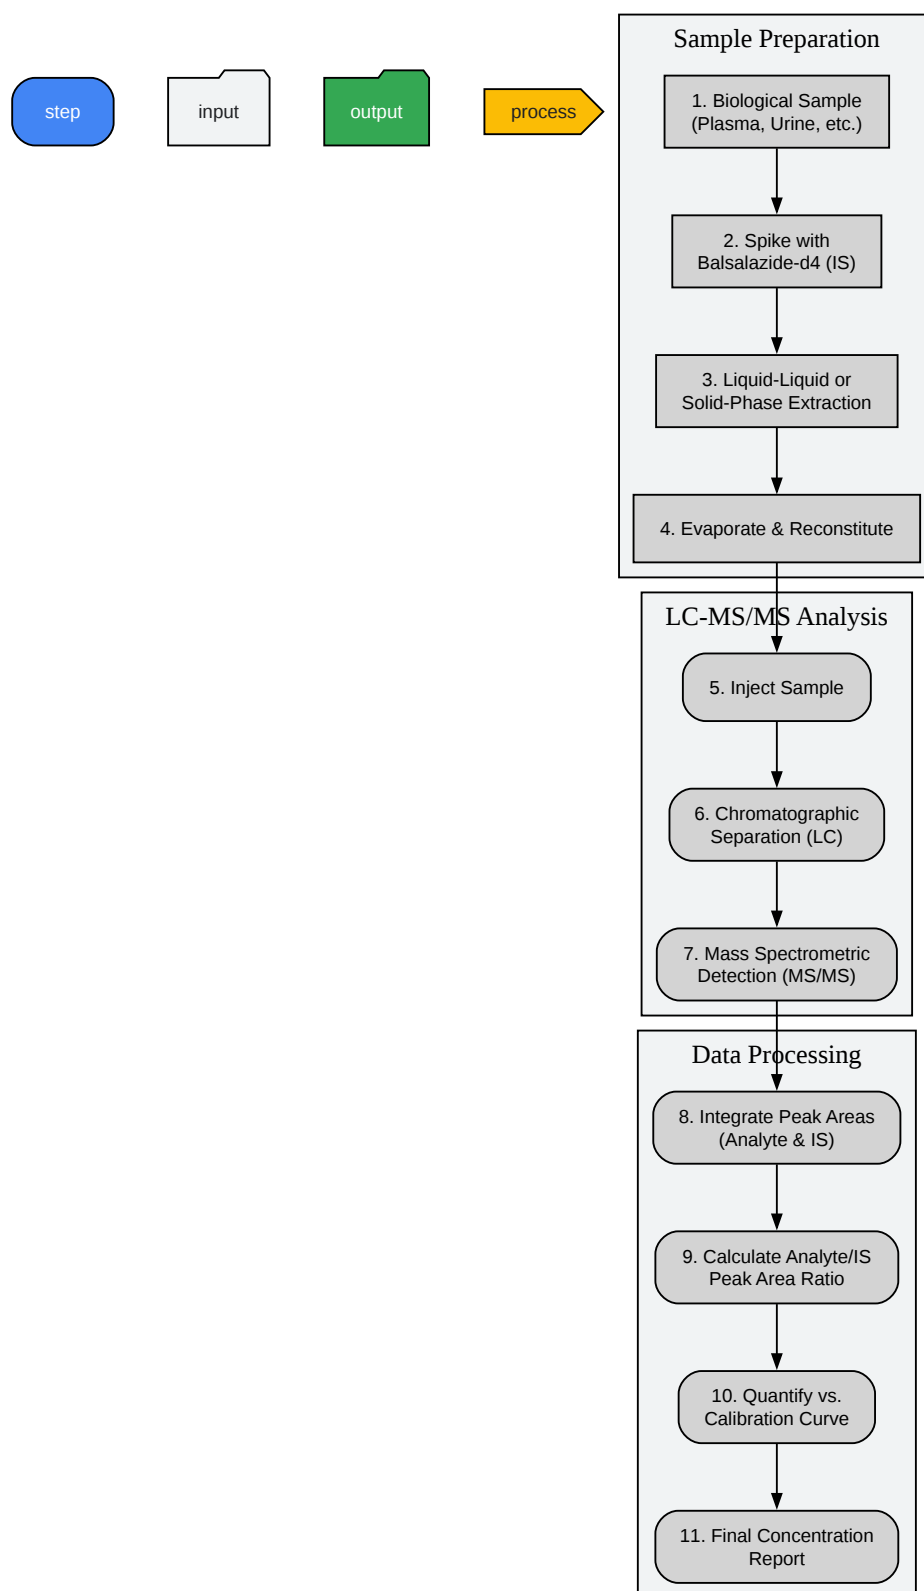 step
input
output
process
Sample Preparation
1. Biological Sample
(Plasma, Urine, etc.)
2. Spike with
Balsalazide-d4 (IS)
3. Liquid-Liquid or
Solid-Phase Extraction
4. Evaporate & Reconstitute
LC-MS/MS Analysis
5. Inject Sample
6. Chromatographic
Separation (LC)
7. Mass Spectrometric
Detection (MS/MS)
Data Processing
8. Integrate Peak Areas
(Analyte & IS)
9. Calculate Analyte/IS
Peak Area Ratio
10. Quantify vs.
Calibration Curve
11. Final Concentration
Report